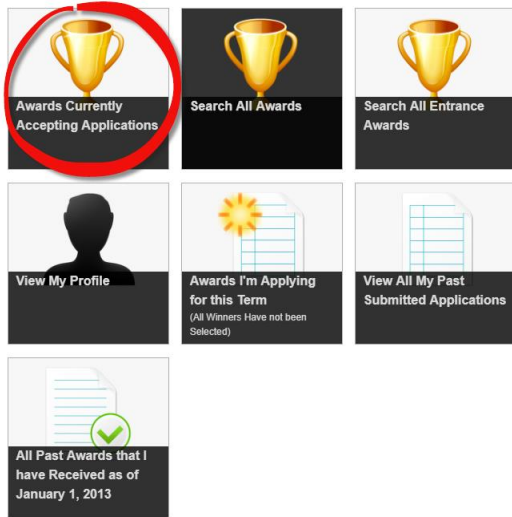 Awards Currently
Accepting Applications
Search All Awards
Search All Entrance
Awards
View My Profile
Awards I'm Applying
for this Term
(All Winners Have not been
Selected)
View All My Past
Submitted Applications
All Past Awards that I
have Received as of
January 1, 2013